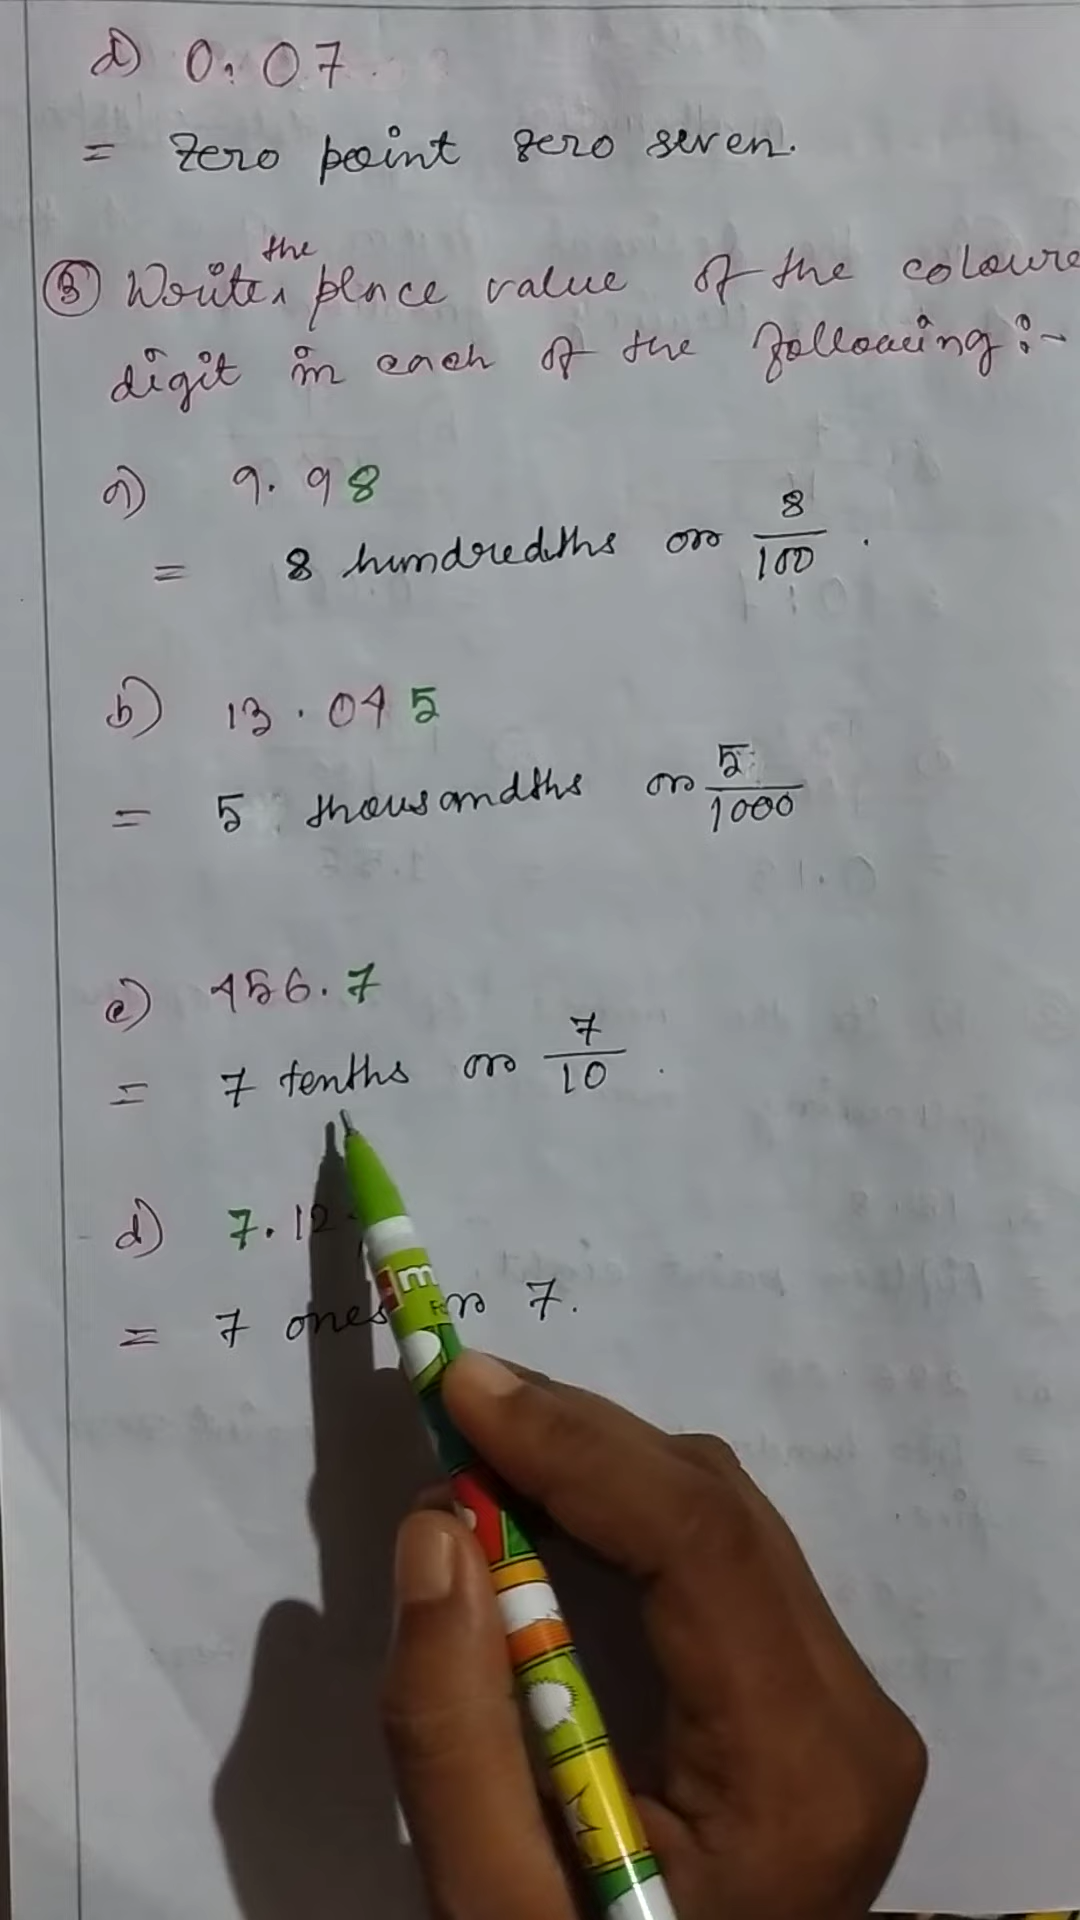 d) 0.07
= Zero point zero seven.
the
③ Write ^ place value of the coloure
digit in each of the following :-
a) 9.98
= 8 hundredths or 8/100 .
b) 13.045
= 5 thousandths or 5/1000
c) 456.7
= 7 tenths or 7/10 .
d) 7.12
= 7 ones or 7.